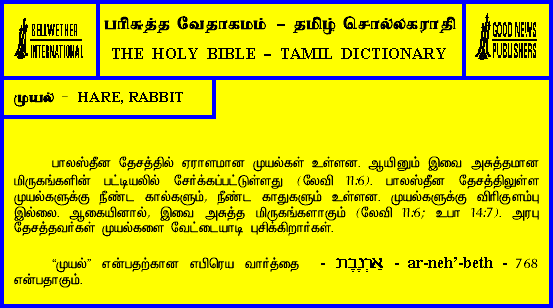 BELLWETHER
INTERNATIONAL
பரிசுத்த வேதாகமம் – தமிழ் சொல்லகராதி
THE HOLY BIBLE – TAMIL DICTIONARY
GOOD NEWS
PUBLISHERS
முயல் – HARE, RABBIT
பாலஸ்தீன தேசத்தில் ஏராளமான முயல்கள் உள்ளன. ஆயினும் இவை அசுத்தமான
மிருகங்களின் பட்டியலில் சேர்க்கப்பட்டுள்ளது (லேவி 11:6). பாலஸ்தீன தேசத்திலுள்ள
முயல்களுக்கு நீண்ட கால்களும், நீண்ட காதுகளும் உள்ளன. முயல்களுக்கு விரிகுளம்பு
இல்லை. ஆகையினால், இவை அசுத்த மிருகங்களாகும் (லேவி 11:6; உபா 14:7). அரபு
தேசத்தவர்கள் முயல்களை வேட்டையாடி புசிக்கிறார்கள்.
“முயல்” என்பதற்கான எபிரெய வார்த்தை - אַרְנֶבֶת - ar-neh’-beth - 768
என்பதாகும்.